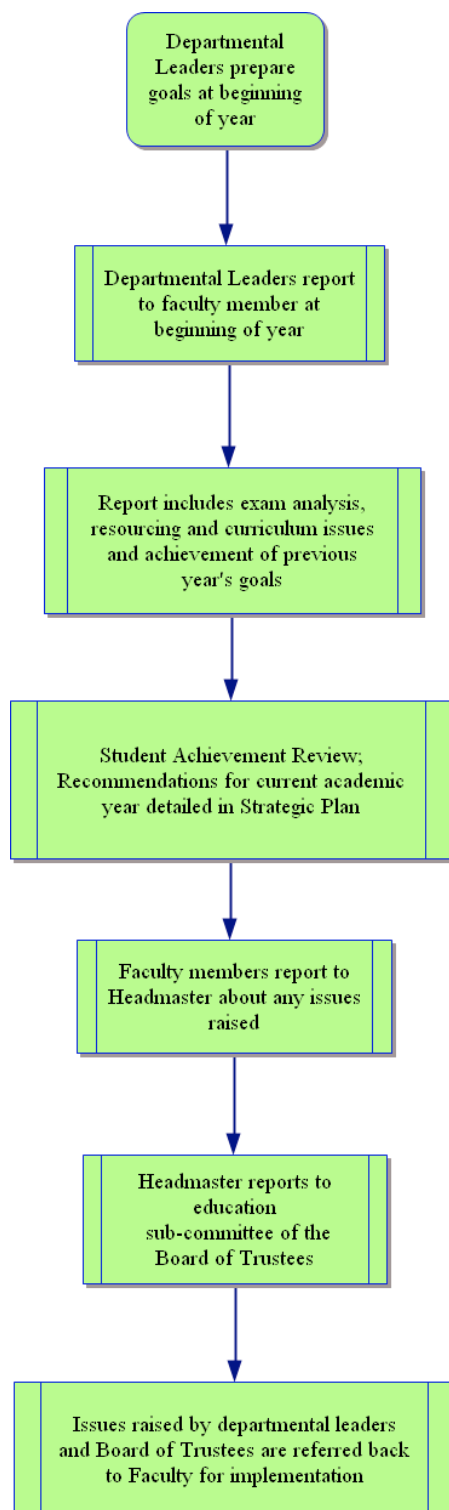 Departmental
Leaders prepare
goals at beginning
of year
Departmental Leaders report
to faculty member at
beginning of year
Report includes exam analysis,
resourcing and curriculum issues
and achievement of previous
year's goals
Student Achievement Review;
Recommendations for current academic
year detailed in Strategic Plan
Faculty members report to
Headmaster about any issues
raised
Headmaster reports to
education
sub-committee of the
Board of Trustees
Issues raised by departmental leaders
and Board of Trustees are referred back
to Faculty for implementation